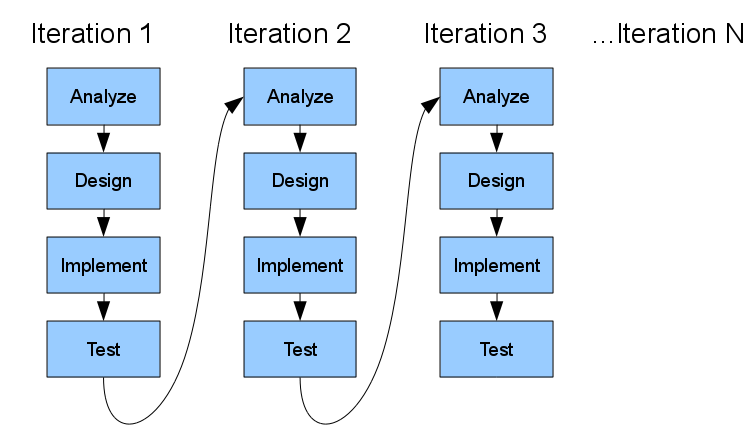 Iteration 1
Iteration 2
Iteration 3
...Iteration N
Analyze
Analyze
Analyze
Design
Design
Design
Implement
Implement
Implement
Test
Test
Test